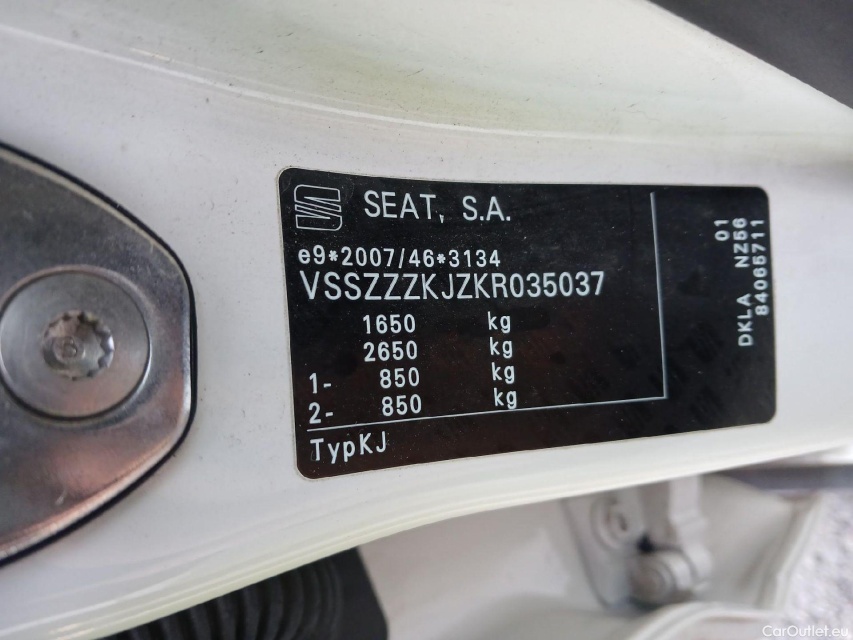 SEAT, S.A.
e9*2007/46*3134
VSSZZZKJZKR035037
1650 kg
2650 kg
1- 850 kg
2- 850 kg
TypKJ
01
DKLA NZ56
84065711
CarOutlet.eu